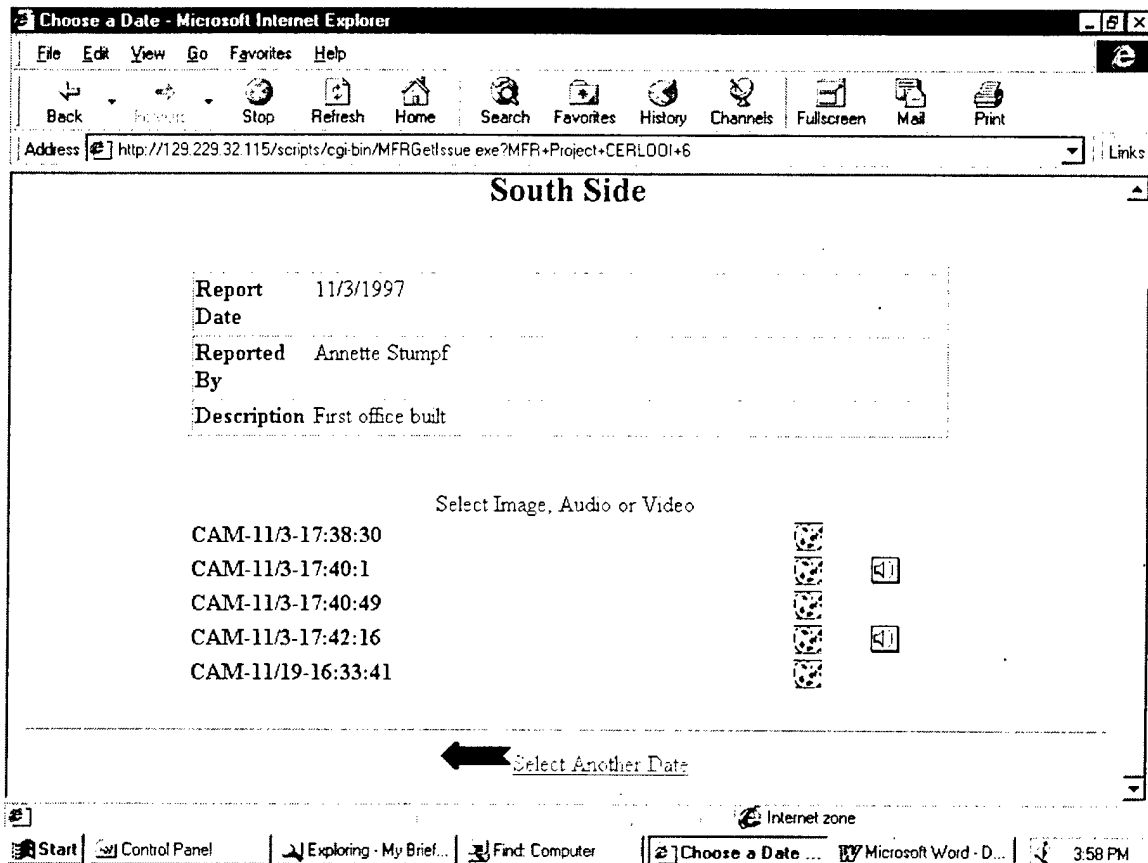 Choose a Date - Microsoft Internet Explorer
File Edit View Go Favorites Help
Back Forward Stop Refresh Home Search Favorites History Channels Fullscreen Mail Print
Address http://129.229.32.115/scripts/cgi-bin/MFRGetIssue.exe?MFR+Project+CERL001+6 Links
South Side
Report Date 11/3/1997
Reported By Annette Stumpf
Description First office built
Select Image, Audio or Video
CAM-11/3-17:38:30
CAM-11/3-17:40:1
CAM-11/3-17:40:49
CAM-11/3-17:42:16
CAM-11/19-16:33:41
Select Another Date
Internet zone
Start Control Panel Exploring - My Brief... Find: Computer Choose a Date ... Microsoft Word - D... 3:58 PM